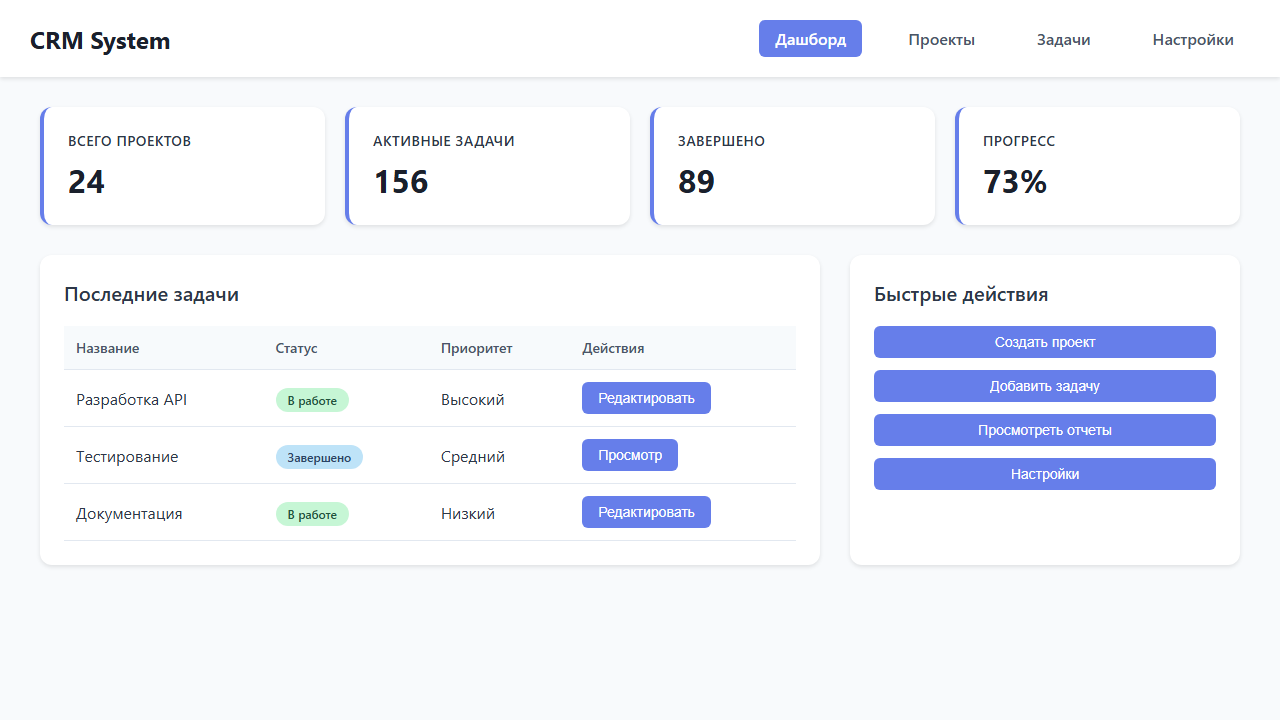 CRM System
Дашборд Проекты Задачи Настройки
ВСЕГО ПРОЕКТОВ
24
АКТИВНЫЕ ЗАДАЧИ
156
ЗАВЕРШЕНО
89
ПРОГРЕСС
73%
Последние задачи
Название Статус Приоритет Действия
Разработка API В работе Высокий Редактировать
Тестирование Завершено Средний Просмотр
Документация В работе Низкий Редактировать
Быстрые действия
Создать проект
Добавить задачу
Просмотреть отчеты
Настройки